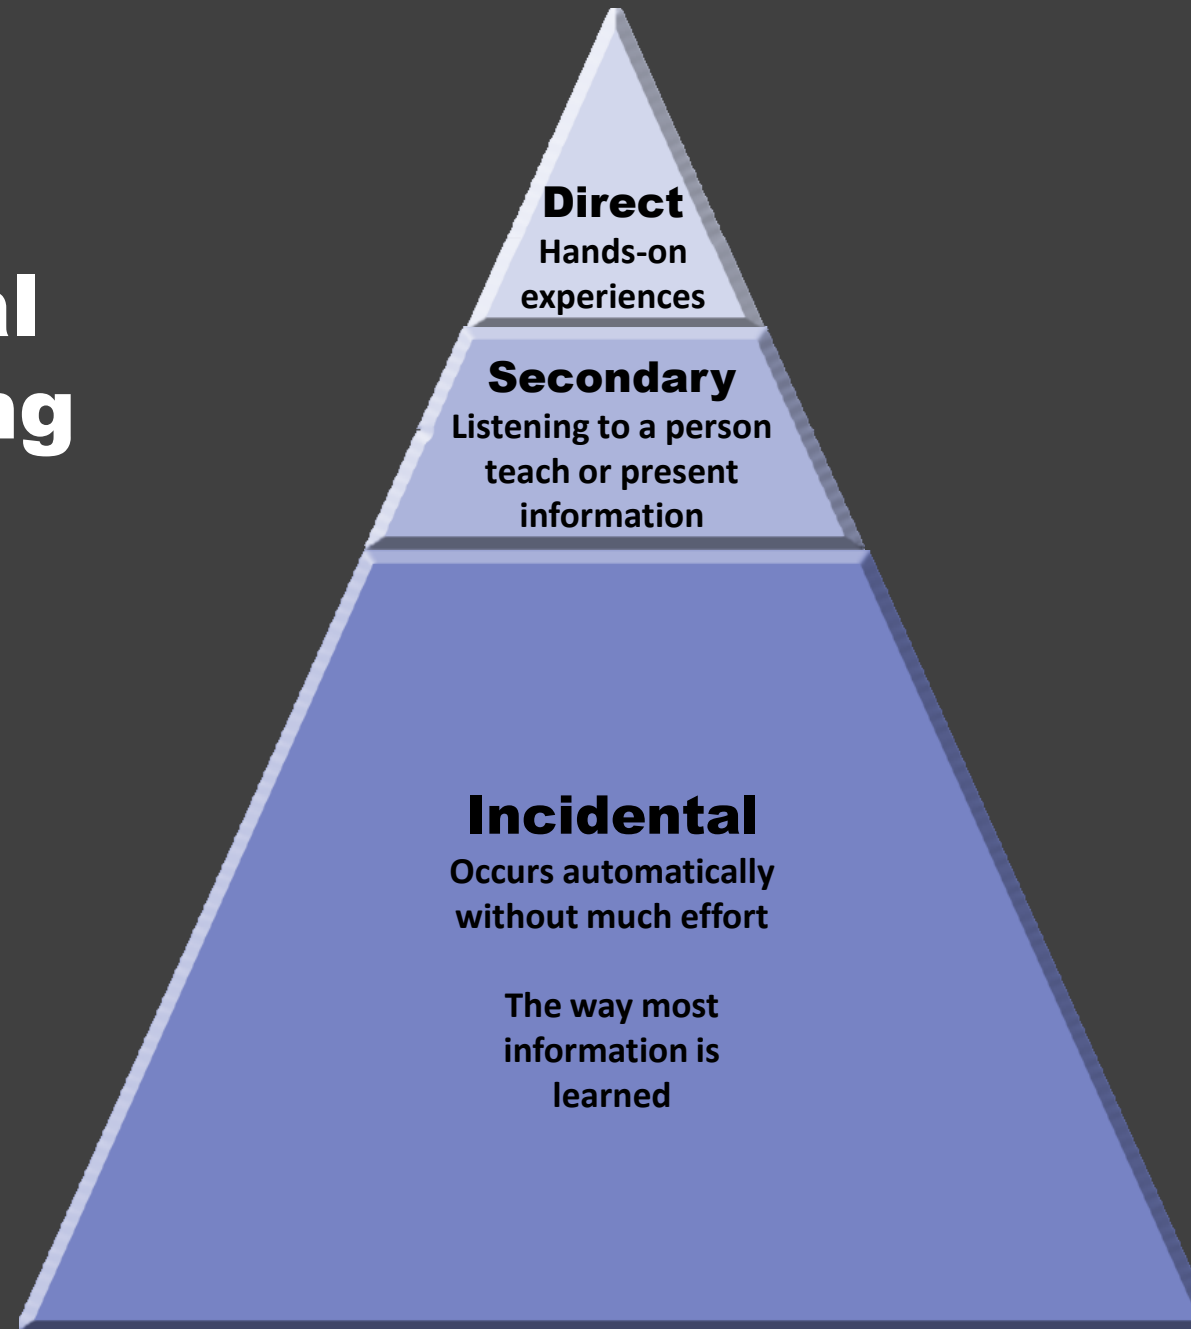 Direct
Hands-on
experiences
Secondary
Listening to a person
teach or present
information
Incidental
Occurs automatically
without much effort
The way most
information is
learned